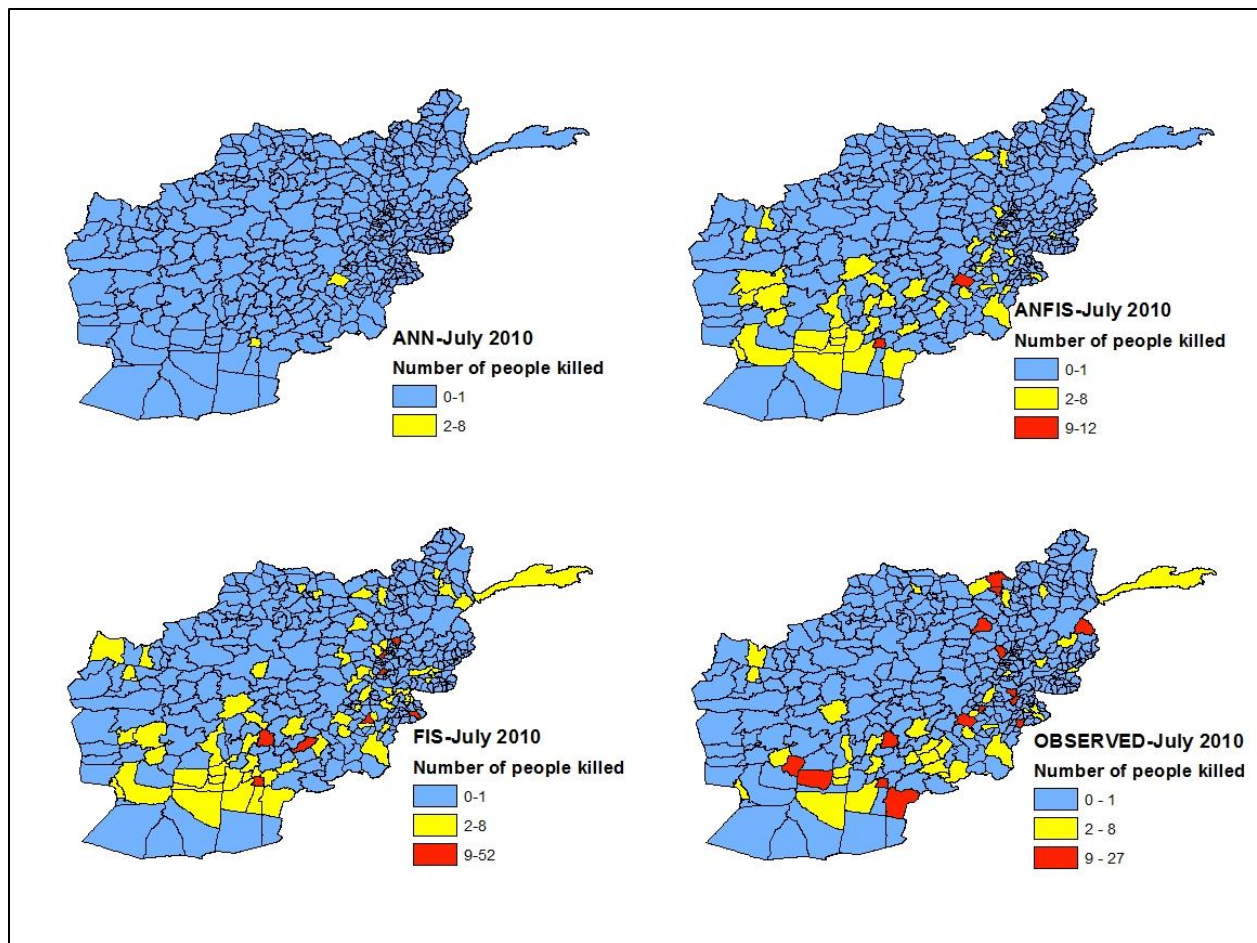 ANN-July 2010
Number of people killed
0-1
2-8
ANFIS-July 2010
Number of people killed
0-1
2-8
9-12
FIS-July 2010
Number of people killed
0-1
2-8
9-52
OBSERVED-July 2010
Number of people killed
0 - 1
2 - 8
9 - 27